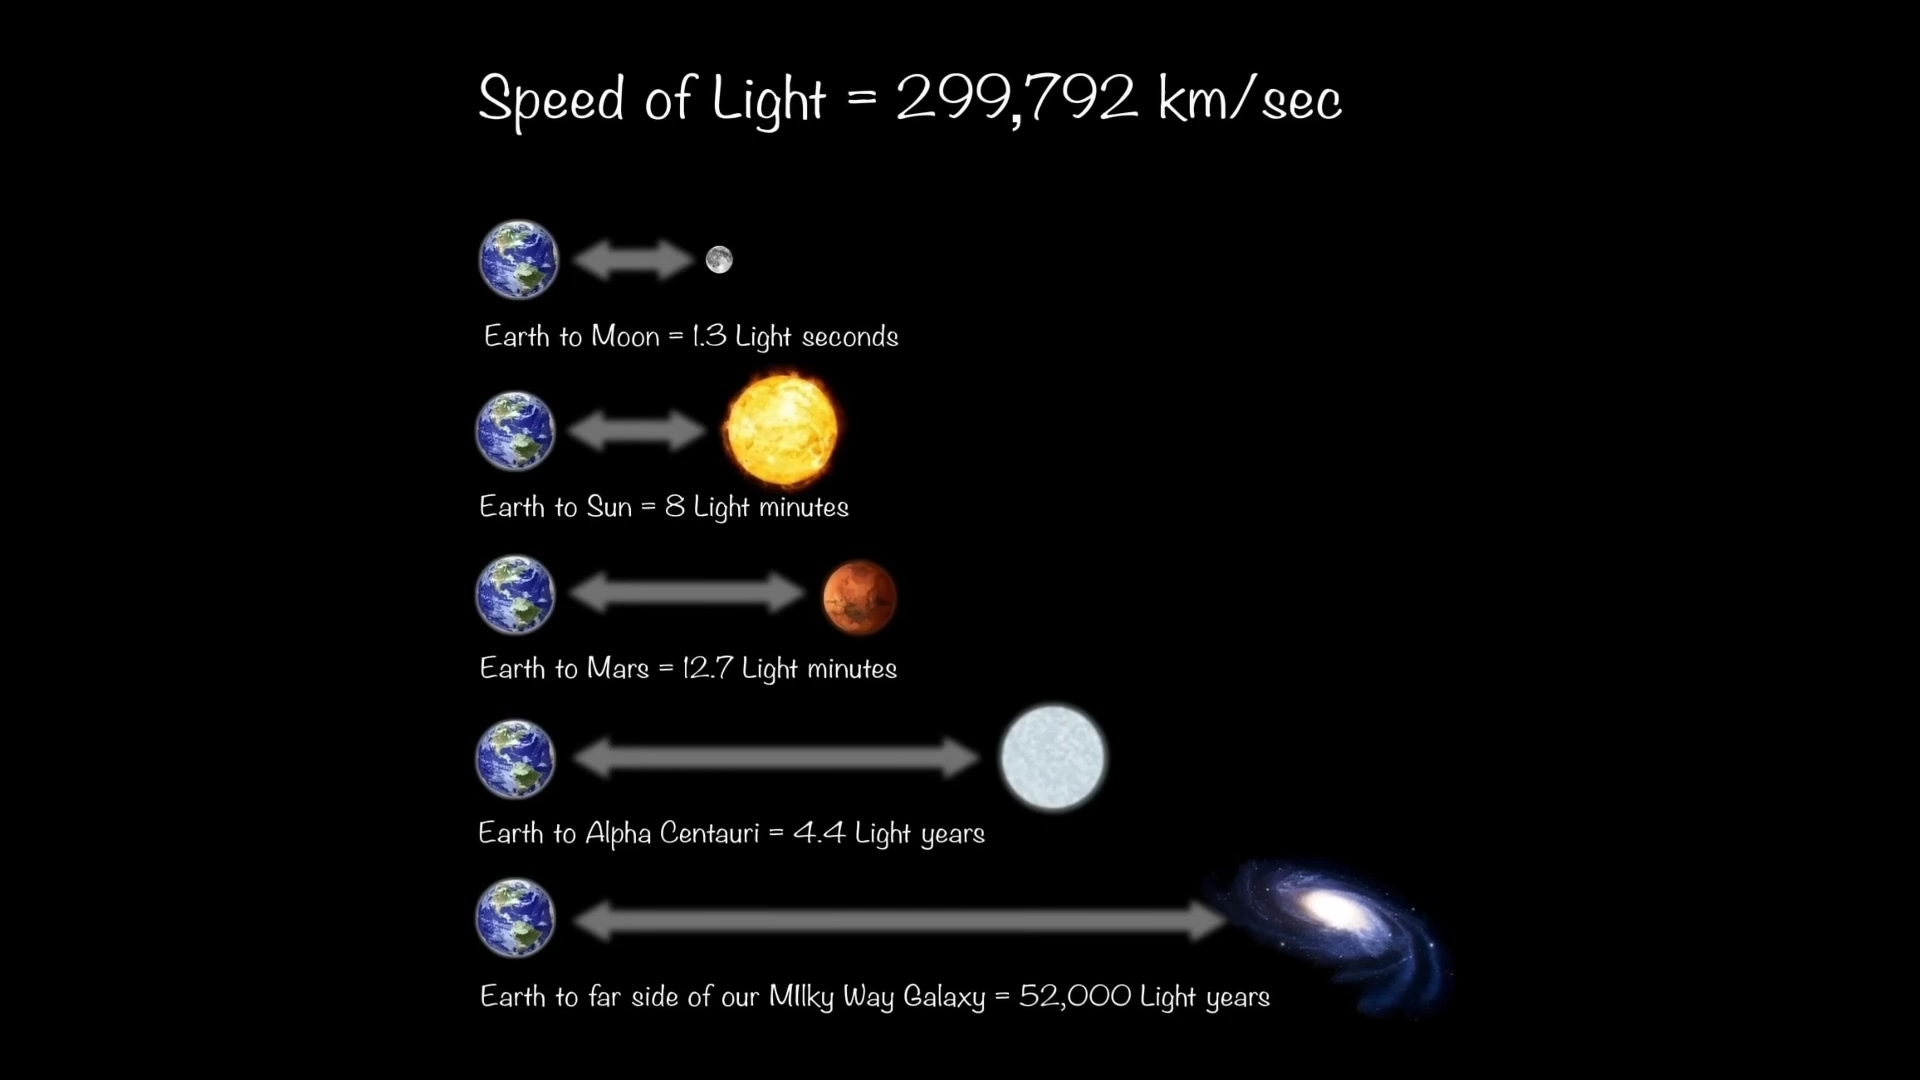 Speed of Light = 299,792 km/sec
Earth to Moon = 1.3 Light seconds
Earth to Sun = 8 Light minutes
Earth to Mars = 12.7 Light minutes
Earth to Alpha Centauri = 4.4 Light years
Earth to far side of our MIlky Way Galaxy = 52,000 Light years